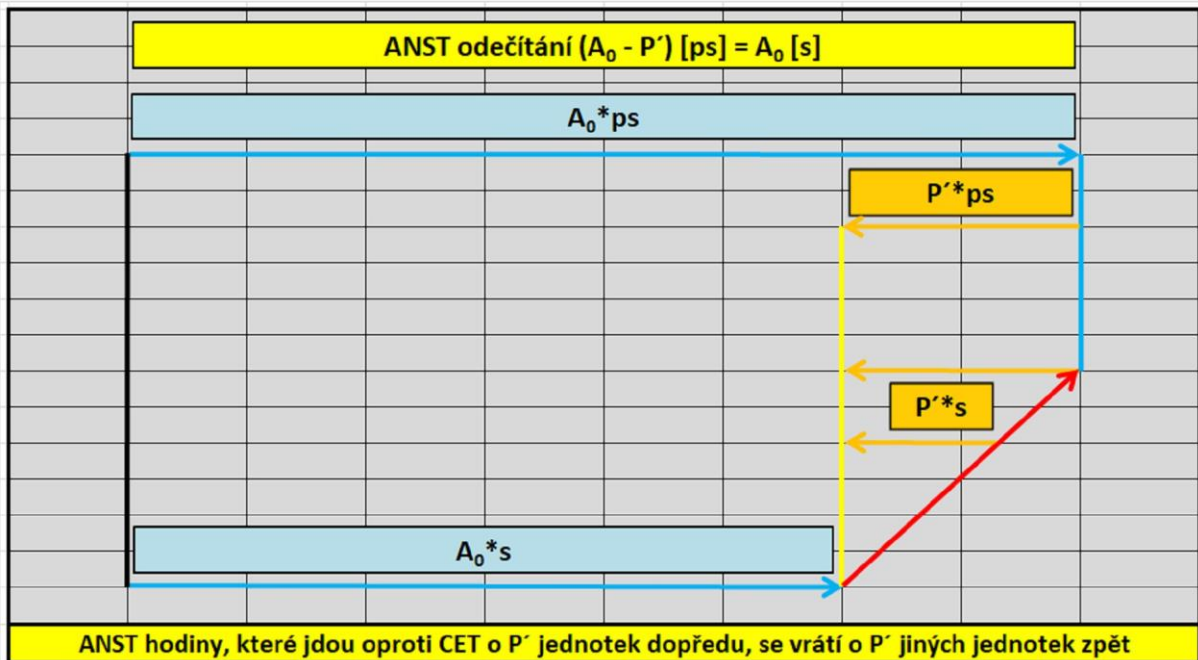 ANST odečítání (A₀ - P´) [ps] = A₀ [s]
A₀*ps
P´*ps
P´*s
A₀*s
ANST hodiny, které jdou oproti CET o P´ jednotek dopředu, se vrátí o P´ jiných jednotek zpět